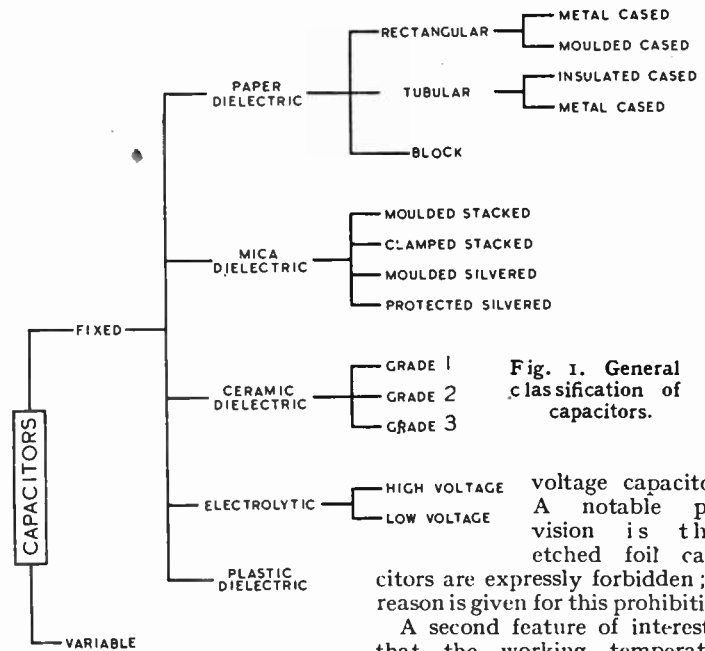 METAL CASED
RECTANGULAR
MOULDED CASED
PAPER
DIELECTRIC
INSULATED CASED
TUBULAR
METAL CASED
BLOCK
MOULDED STACKED
CLAMPED STACKED
MICA
DIELECTRIC
MOULDED SILVERED
PROTECTED SILVERED
FIXED
GRADE 1
CERAMIC
DIELECTRIC
GRADE 2
GRADE 3
Fig. 1. General
classification of
capacitors.
CAPACITORS
HIGH VOLTAGE
ELECTROLYTIC
LOW VOLTAGE
PLASTIC
DIELECTRIC
VARIABLE
voltage capacito
A notable p
vision is th
etched foil ca
citors are expressly forbidden;
reason is given for this prohibiti
A second feature of interest
that the working temperat